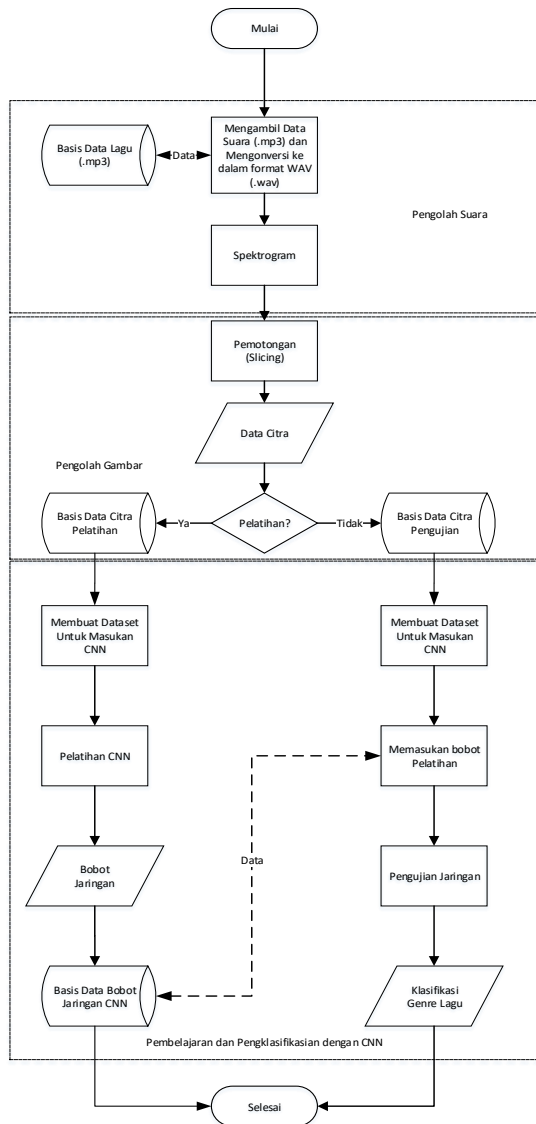 Mulai
Basis Data Lagu
(.mp3)
Data
Mengambil Data
Suara (.mp3) dan
Mengonversi ke
dalam format WAV
(.wav)
Pengolah Suara
Spektrogram
Pemotongan
(Slicing)
Data Citra
Pengolah Gambar
Basis Data Citra
Pelatihan
Ya
Pelatihan?
Tidak
Basis Data Citra
Pengujian
Membuat Dataset
Untuk Masukan
CNN
Membuat Dataset
Untuk Masukan
CNN
Pelatihan CNN
Memasukan bobot
Pelatihan
Bobot
Jaringan
Data
Pengujian Jaringan
Basis Data Bobot
Jaringan CNN
Klasifikasi
Genre Lagu
Pembelajaran dan Pengklasifikasian dengan CNN
Selesai